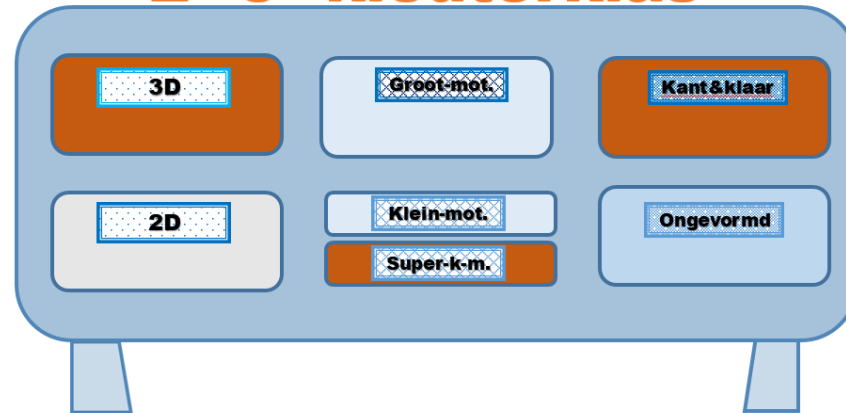 3D
Groot-mot.
Kant&klaar
2D
Klein-mot.
Super-k-m.
Ongevormd